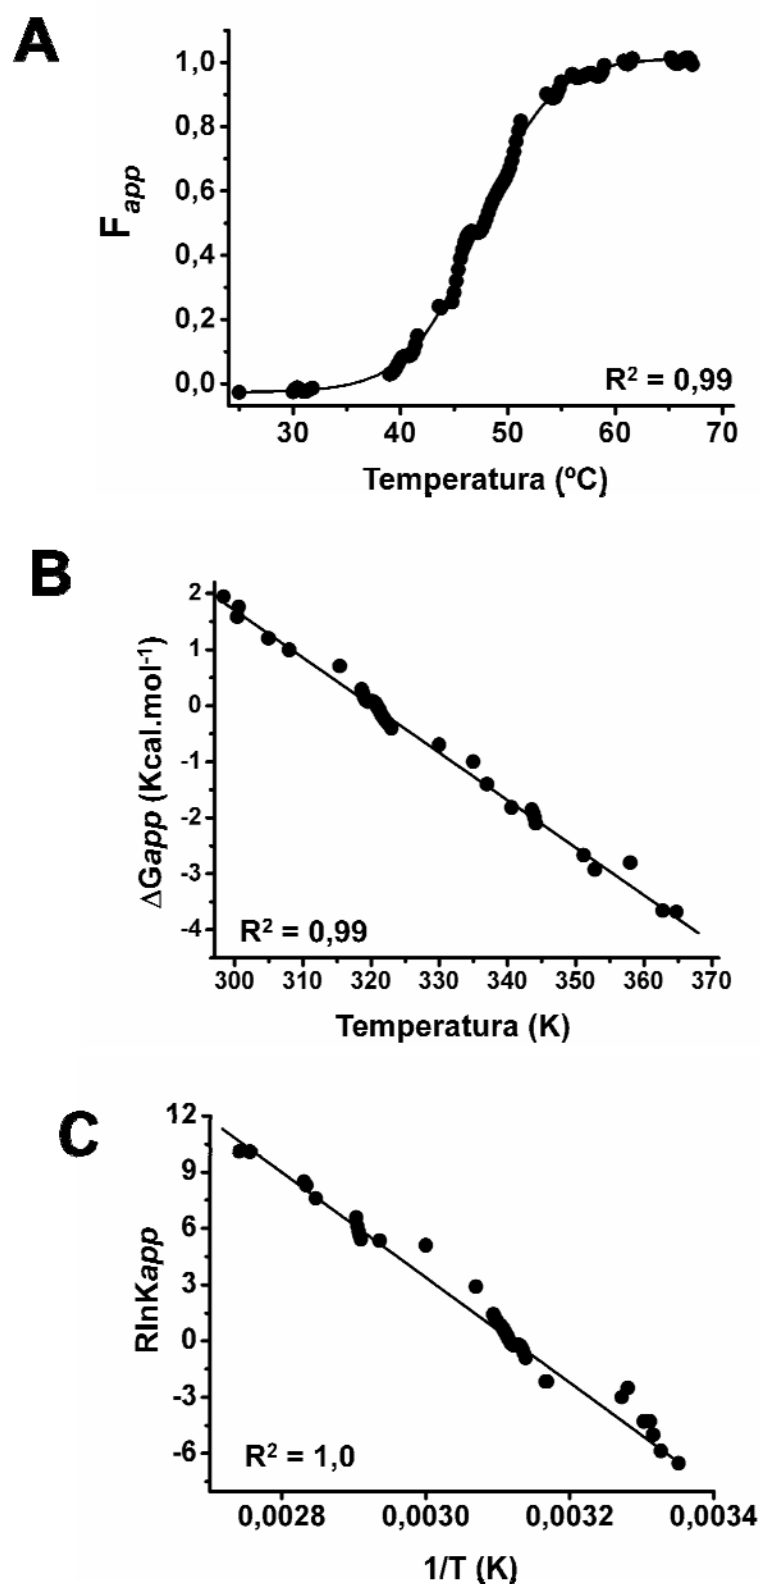 A
F app
1,0
0,8
0,6
0,4
0,2
0,0
R² = 0,99
30 40 50 60 70
Temperatura (ºC)
B
ΔGapp (Kcal.mol⁻¹)
2
1
0
-1
-2
-3
-4
R² = 0,99
300 310 320 330 340 350 360 370
Temperatura (K)
C
RlnKapp
12
9
6
3
0
-3
-6
R² = 1,0
0,0028 0,0030 0,0032 0,0034
1/T (K)